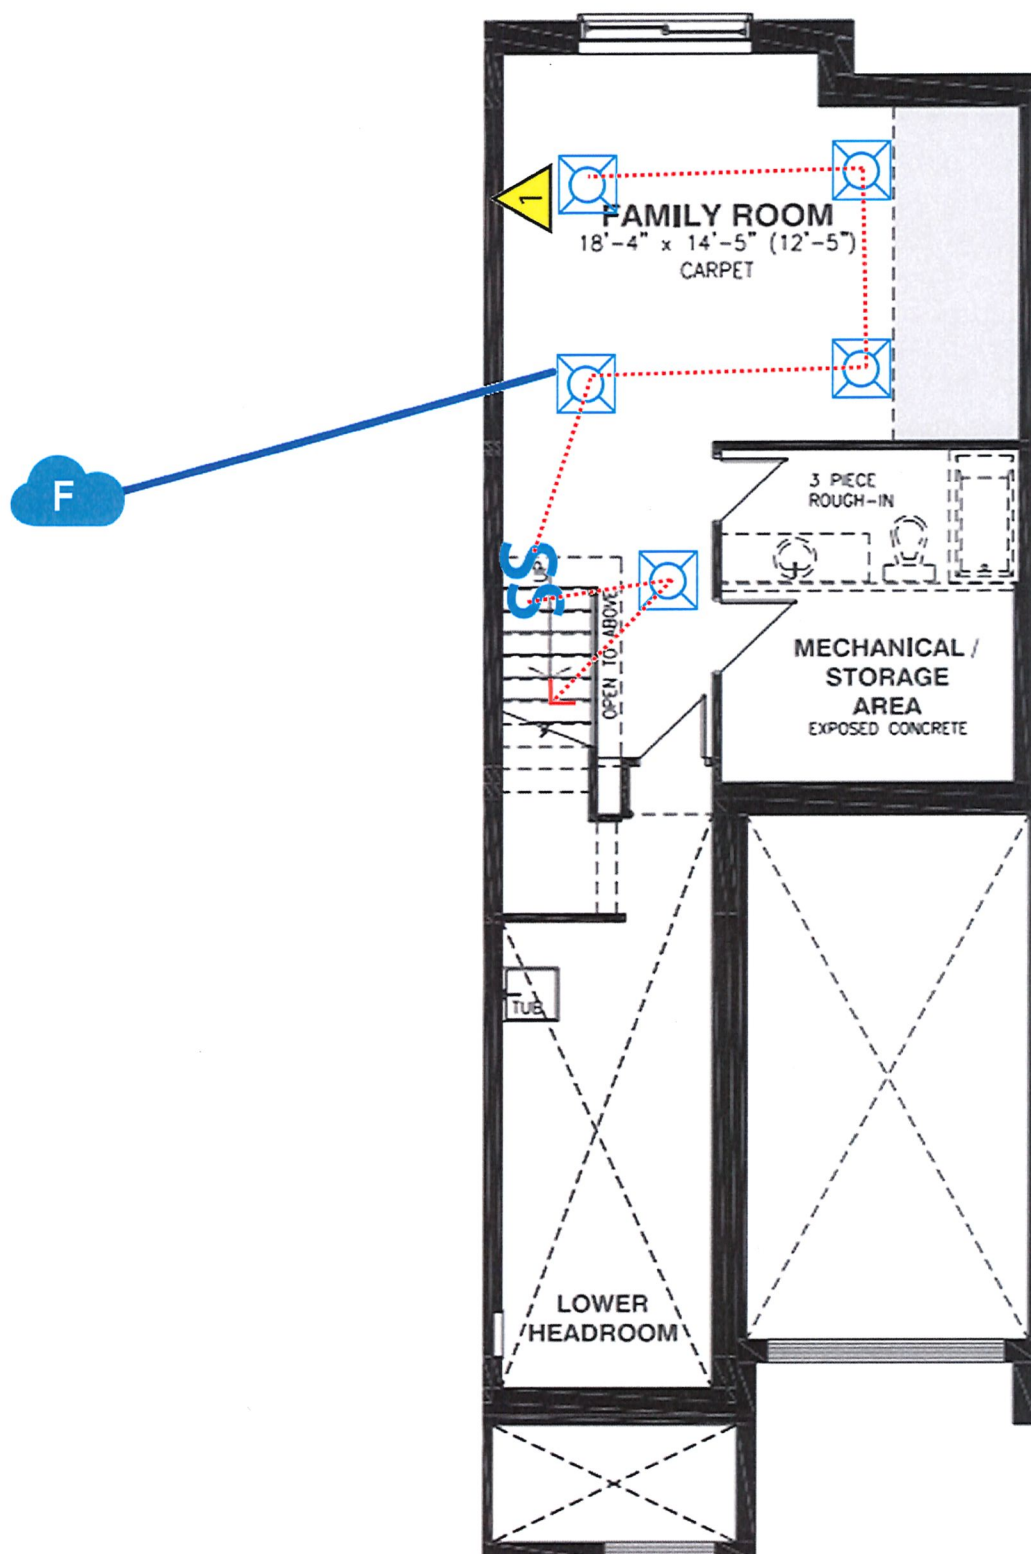 1
FAMILY ROOM
18'-4" x 14'-5" (12'-5")
CARPET
F
3 PIECE
ROUGH-IN
S
UP
S
OPEN TO ABOVE
MECHANICAL /
STORAGE
AREA
EXPOSED CONCRETE
TUB
LOWER
HEADROOM